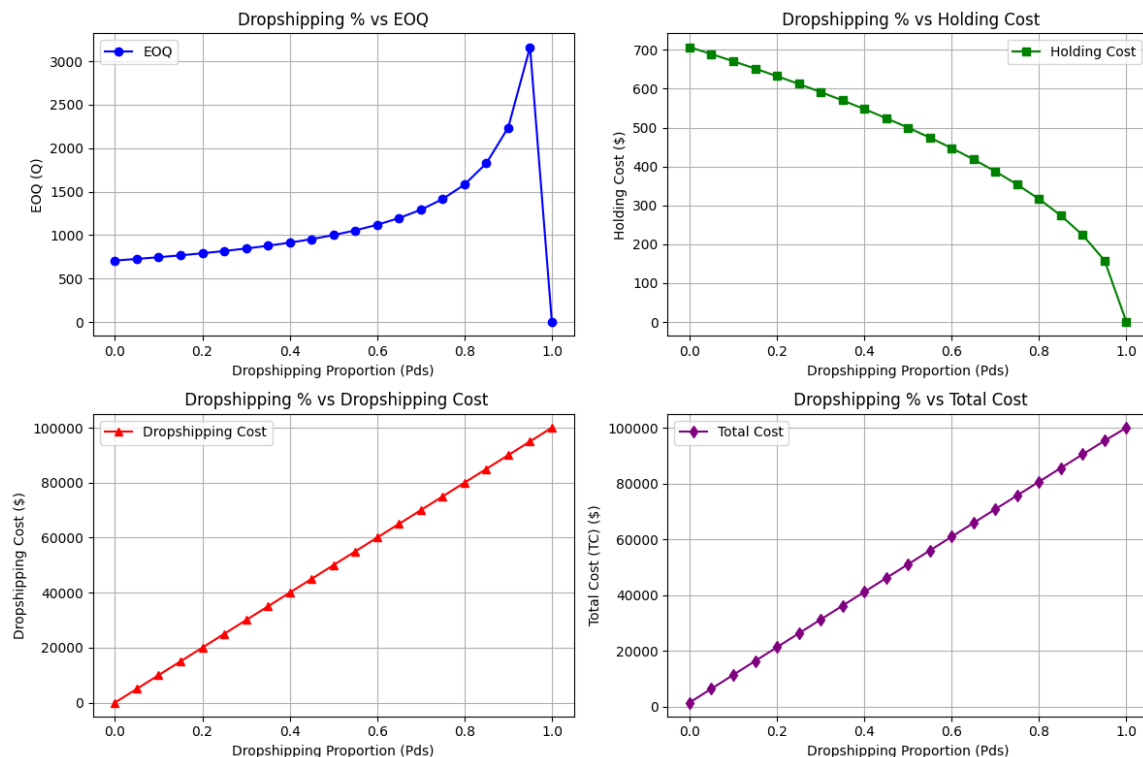 Dropshipping % vs EOQ
EOQ
EOQ (Q)
3000
2500
2000
1500
1000
500
0
0.0 0.2 0.4 0.6 0.8 1.0
Dropshipping Proportion (Pds)
Dropshipping % vs Holding Cost
Holding Cost
Holding Cost ($)
700
600
500
400
300
200
100
0
0.0 0.2 0.4 0.6 0.8 1.0
Dropshipping Proportion (Pds)
Dropshipping % vs Dropshipping Cost
Dropshipping Cost
Dropshipping Cost ($)
100000
80000
60000
40000
20000
0
0.0 0.2 0.4 0.6 0.8 1.0
Dropshipping Proportion (Pds)
Dropshipping % vs Total Cost
Total Cost
Total Cost (TC) ($)
100000
80000
60000
40000
20000
0
0.0 0.2 0.4 0.6 0.8 1.0
Dropshipping Proportion (Pds)